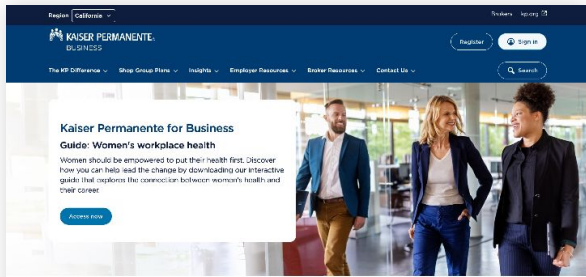 Region California
Brokers kp.org
KAISER PERMANENTE®
BUSINESS
Register Sign in
The KP Difference Shop Group Plans Insights Employer Resources Broker Resources Contact Us Search
Kaiser Permanente for Business
Guide: Women's workplace health
Women should be empowered to put their health first. Discover
how you can help lead the change by downloading our interactive
guide that explores the connection between women's health and
their career.
Access now